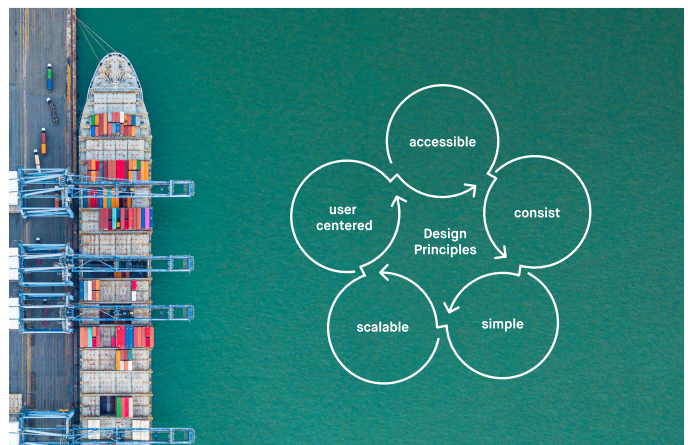 accessible
user
centered
consist
Design
Principles
scalable
simple